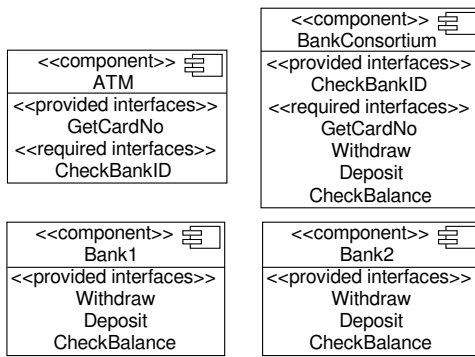 <<component>>
ATM
<<provided interfaces>>
GetCardNo
<<required interfaces>>
CheckBankID
<<component>>
BankConsortium
<<provided interfaces>>
CheckBankID
<<required interfaces>>
GetCardNo
Withdraw
Deposit
CheckBalance
<<component>>
Bank1
<<provided interfaces>>
Withdraw
Deposit
CheckBalance
<<component>>
Bank2
<<provided interfaces>>
Withdraw
Deposit
CheckBalance